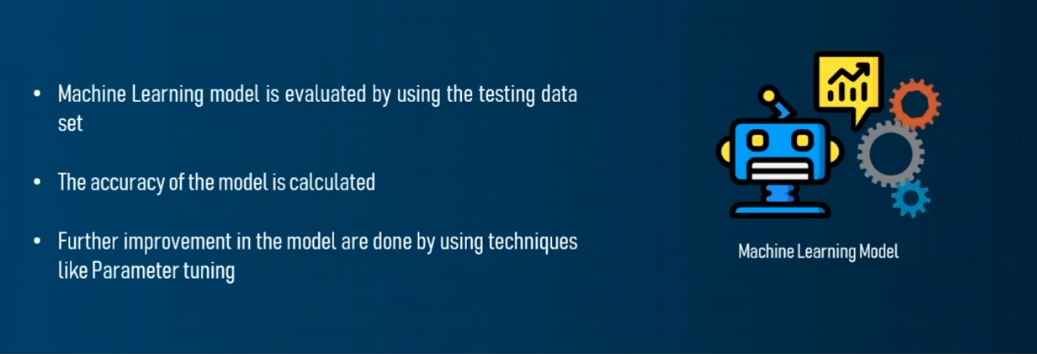 • Machine Learning model is evaluated by using the testing data
set
• The accuracy of the model is calculated
• Further improvement in the model are done by using techniques
like Parameter tuning
Machine Learning Model